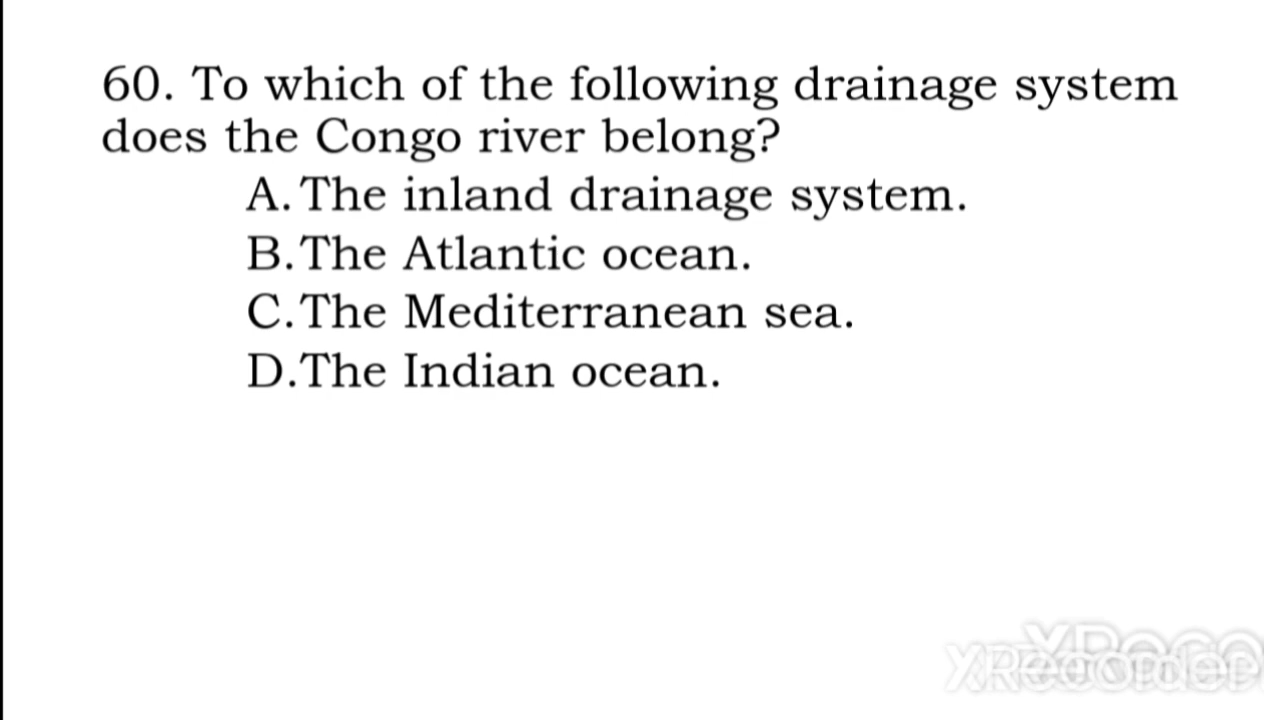 60. To which of the following drainage system
does the Congo river belong?
A. The inland drainage system.
B. The Atlantic ocean.
C. The Mediterranean sea.
D. The Indian ocean.
XRecorder